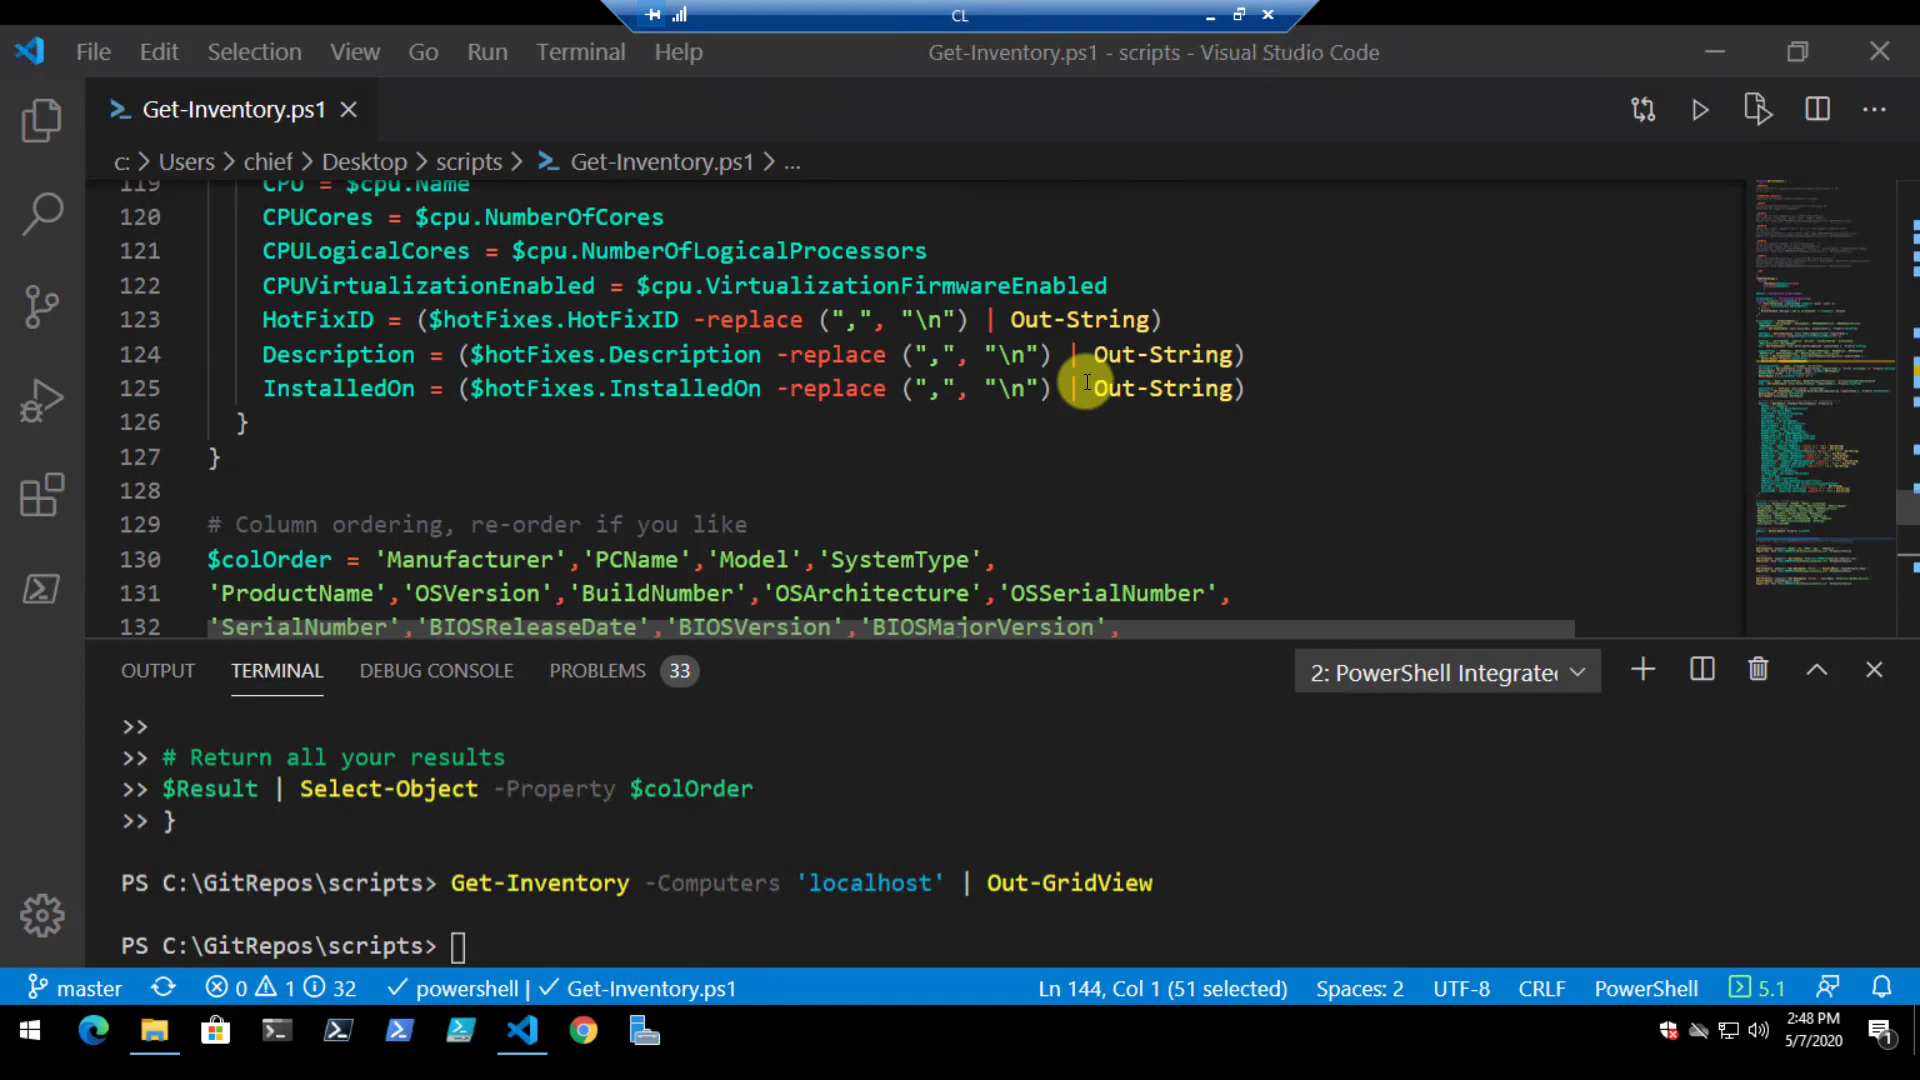 CL
File Edit Selection View Go Run Terminal Help
Get-Inventory.ps1 - scripts - Visual Studio Code
Get-Inventory.ps1
c: > Users > chief > Desktop > scripts > Get-Inventory.ps1 > ...
119 CPU = $cpu.Name
120 CPUCores = $cpu.NumberOfCores
121 CPULogicalCores = $cpu.NumberOfLogicalProcessors
122 CPUVirtualizationEnabled = $cpu.VirtualizationFirmwareEnabled
123 HotFixID = ($hotFixes.HotFixID -replace (",", "\n") | Out-String)
124 Description = ($hotFixes.Description -replace (",", "\n") | Out-String)
125 InstalledOn = ($hotFixes.InstalledOn -replace (",", "\n") | Out-String)
126 }
127 }
128
129 # Column ordering, re-order if you like
130 $colOrder = 'Manufacturer','PCName','Model','SystemType',
131 'ProductName','OSVersion','BuildNumber','OSArchitecture','OSSerialNumber',
132 'SerialNumber','BIOSReleaseDate','BIOSVersion','BIOSMajorVersion',
OUTPUT TERMINAL DEBUG CONSOLE PROBLEMS 33
2: PowerShell Integrate
>>
>> # Return all your results
>> $Result | Select-Object -Property $colOrder
>> }
PS C:\GitRepos\scripts> Get-Inventory -Computers 'localhost' | Out-GridView
PS C:\GitRepos\scripts>
master 0 1 32 powershell | Get-Inventory.ps1
Ln 144, Col 1 (51 selected) Spaces: 2 UTF-8 CRLF PowerShell 5.1
2:48 PM
5/7/2020
1